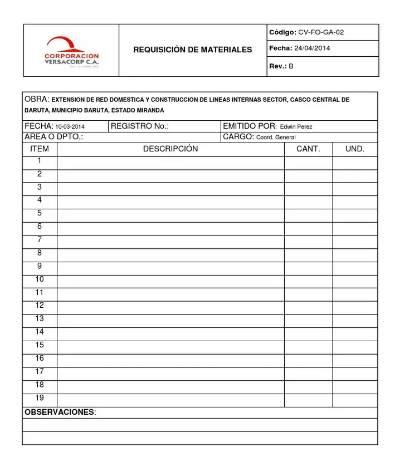 CORPORACION
VERSACORP C.A.
REQUISICIÓN DE MATERIALES
Código: CV-FO-GA-02
Fecha: 24/04/2014
Rev.: B
OBRA: EXTENSION DE RED DOMESTICA Y CONSTRUCCION DE LINEAS INTERNAS SECTOR, CASCO CENTRAL DE
BARUTA, MUNICIPIO BARUTA, ESTADO MIRANDA
FECHA: 10-03-2014 REGISTRO No.: EMITIDO POR: Edwin Perez
AREA O DPTO.: CARGO: Coord. General
ITEM DESCRIPCIÓN CANT. UND.
1
2
3
4
5
6
7
8
9
10
11
12
13
14
15
16
17
18
19
OBSERVACIONES: